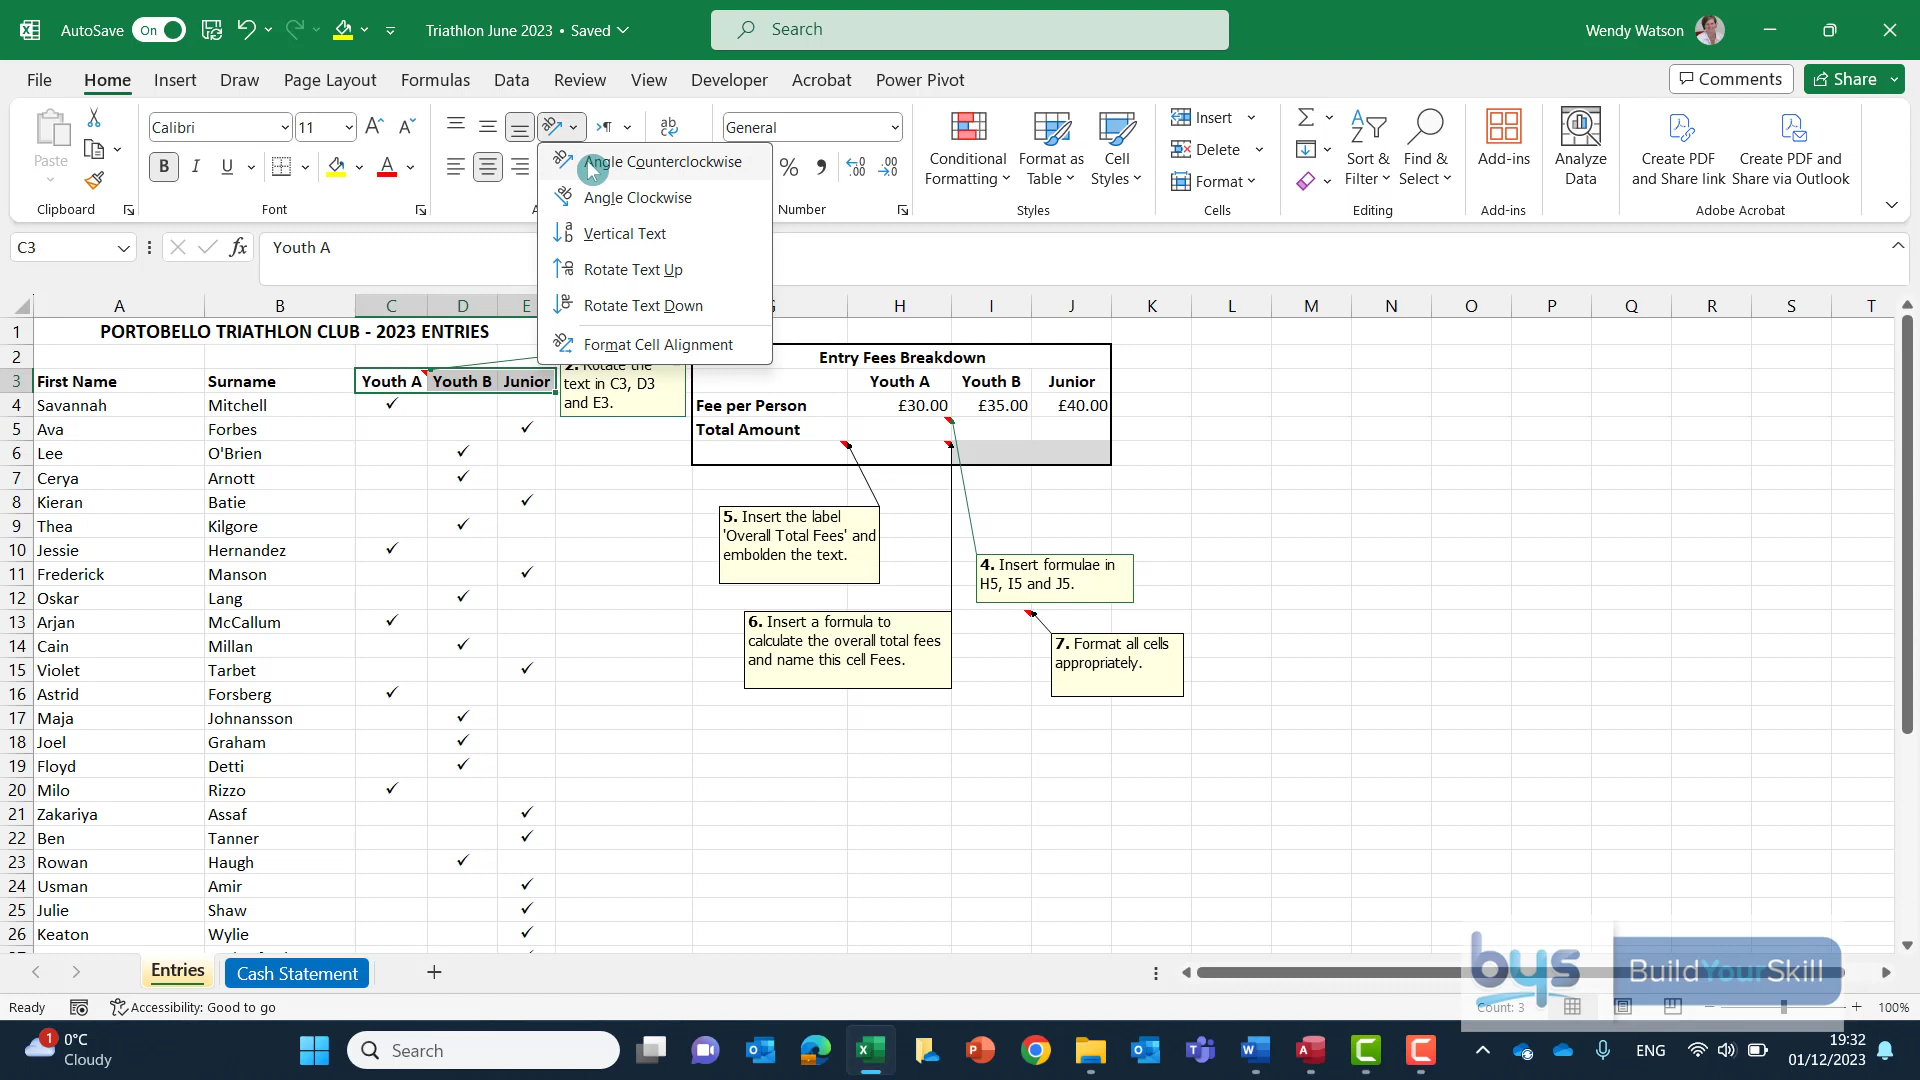 AutoSave On Triathlon June 2023 • Saved Search Wendy Watson
File Home Insert Draw Page Layout Formulas Data Review View Developer Acrobat Power Pivot Comments Share
Paste
Clipboard
Calibri 11
B I U
Font
General
Number
Conditional Formatting
Format as Table
Cell Styles
Styles
Insert
Delete
Format
Cells
Sort & Filter
Find & Select
Editing
Add-ins
Add-ins
Analyze Data
Create PDF and Share link
Create PDF and Share via Outlook
Adobe Acrobat
Angle Counterclockwise
Angle Clockwise
Vertical Text
Rotate Text Up
Rotate Text Down
Format Cell Alignment
C3 fx Youth A
A B C D E G H I J K L M N O P Q R S T
1 PORTOBELLO TRIATHLON CLUB - 2023 ENTRIES
2 Entry Fees Breakdown
3 First Name Surname Youth A Youth B Junior Youth A Youth B Junior
4 Savannah Mitchell ✓ Fee per Person £30.00 £35.00 £40.00
5 Ava Forbes ✓ Total Amount
6 Lee O'Brien ✓
7 Cerya Arnott ✓
8 Kieran Batie ✓
9 Thea Kilgore ✓
10 Jessie Hernandez ✓
11 Frederick Manson ✓
12 Oskar Lang ✓
13 Arjan McCallum ✓
14 Cain Millan ✓
15 Violet Tarbet ✓
16 Astrid Forsberg ✓
17 Maja Johnansson ✓
18 Joel Graham ✓
19 Floyd Detti ✓
20 Milo Rizzo ✓
21 Zakariya Assaf ✓
22 Ben Tanner ✓
23 Rowan Haugh ✓
24 Usman Amir ✓
25 Julie Shaw ✓
26 Keaton Wylie ✓
2. Rotate the
text in C3, D3
and E3.
5. Insert the label
'Overall Total Fees' and
embolden the text.
4. Insert formulae in
H5, I5 and J5.
6. Insert a formula to
calculate the overall total fees
and name this cell Fees.
7. Format all cells
appropriately.
Entries Cash Statement
bys BuildYourSkill
Ready Accessibility: Good to go Count: 3 100%
1 0°C
Cloudy
Search
ENG
19:32
01/12/2023